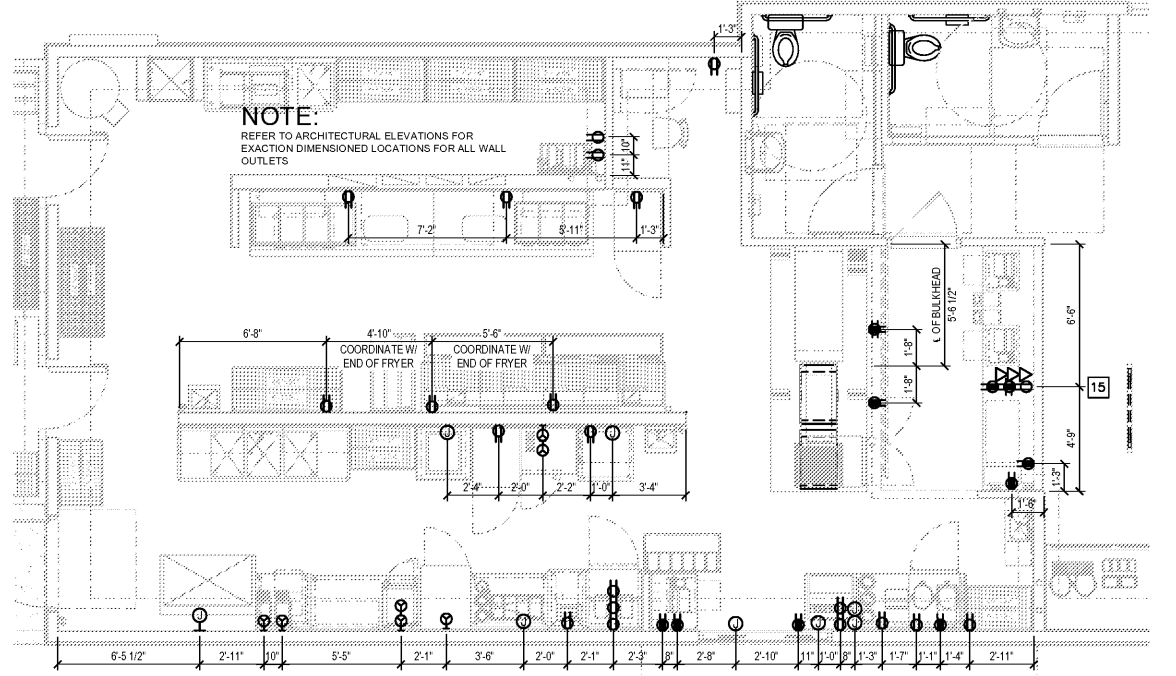 1'-3"
NOTE:
REFER TO ARCHITECTURAL ELEVATIONS FOR
EXACTION DIMENSIONED LOCATIONS FOR ALL WALL
OUTLETS
10"
11"
7'-2"
5'-11"
1'-3"
℄ OF BULKHEAD
5'-6 1/2"
6'-6"
6'-8"
4'-10"
5'-6"
COORDINATE W/
END OF FRYER
COORDINATE W/
END OF FRYER
1'-8"
1'-8"
15
4'-9"
1'-3"
1'-6"
J
J
2'-4"
2'-0"
2'-2"
1'-0"
3'-4"
J
J
J
J
J
J
6'-5 1/2"
2'-11"
10"
5'-5"
2'-1"
3'-6"
2'-0"
2'-1"
2'-3"
8"
2'-8"
2'-10"
11"
1'-0"
8"
1'-3"
1'-7"
1'-1"
1'-4"
2'-11"